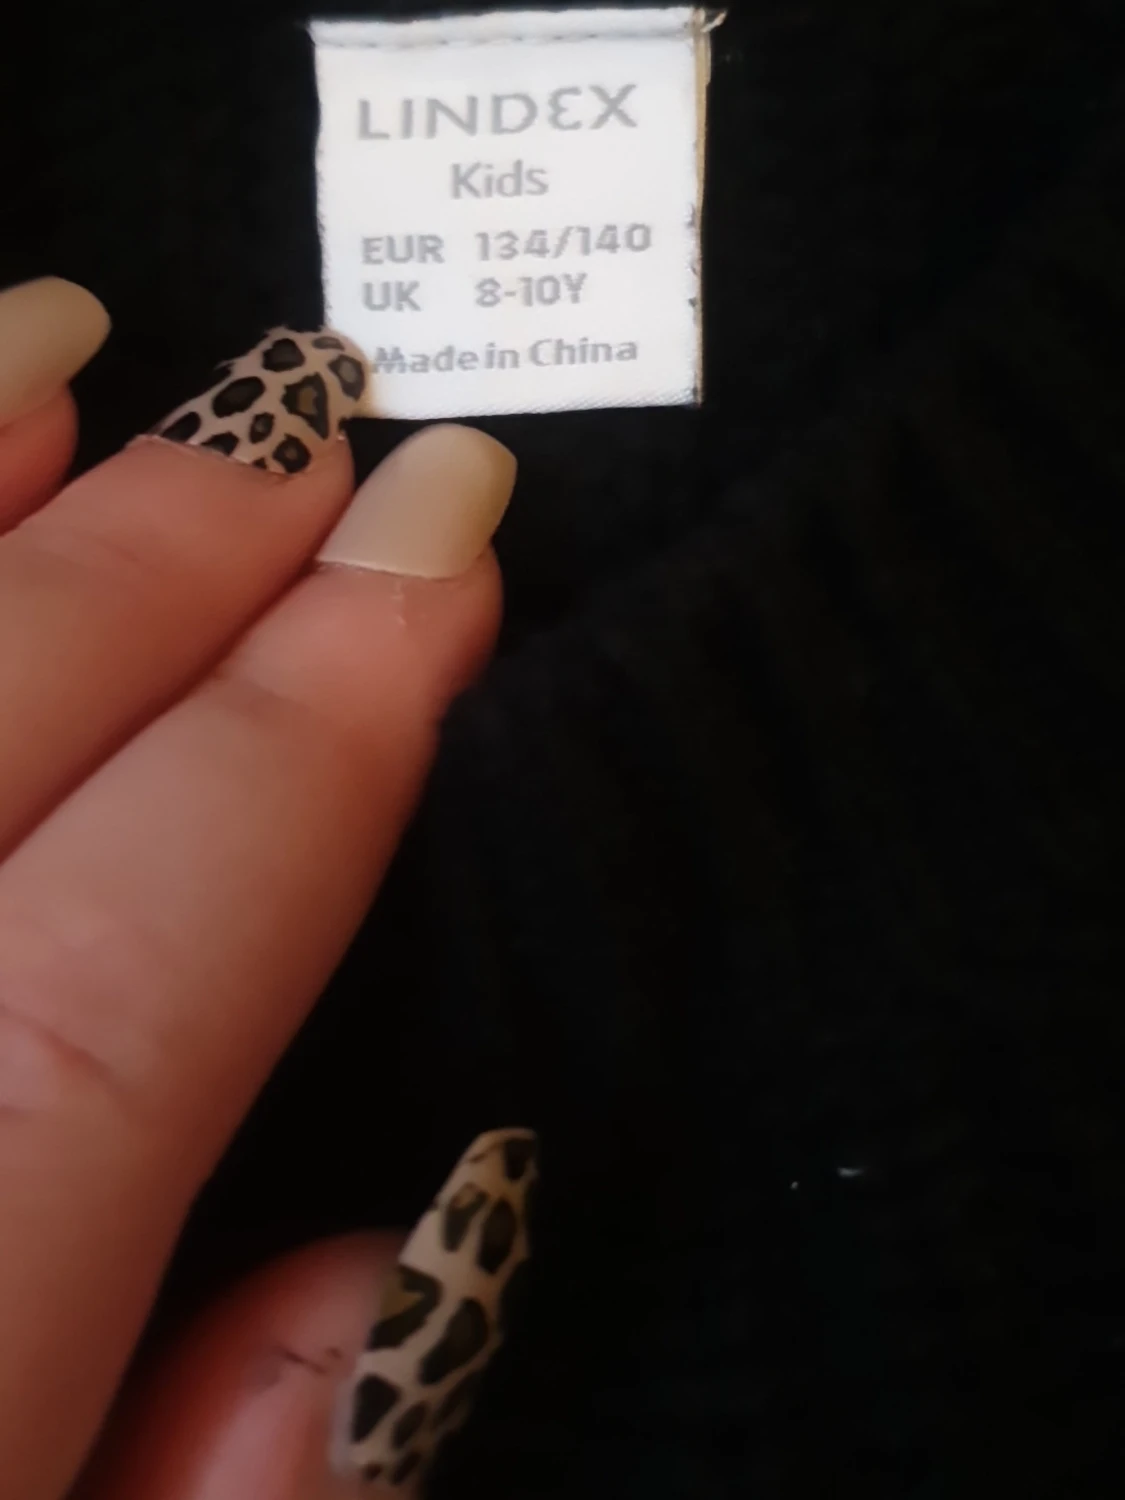 LINDEX
Kids
EUR 134/140
UK 8-10Y
Made in China